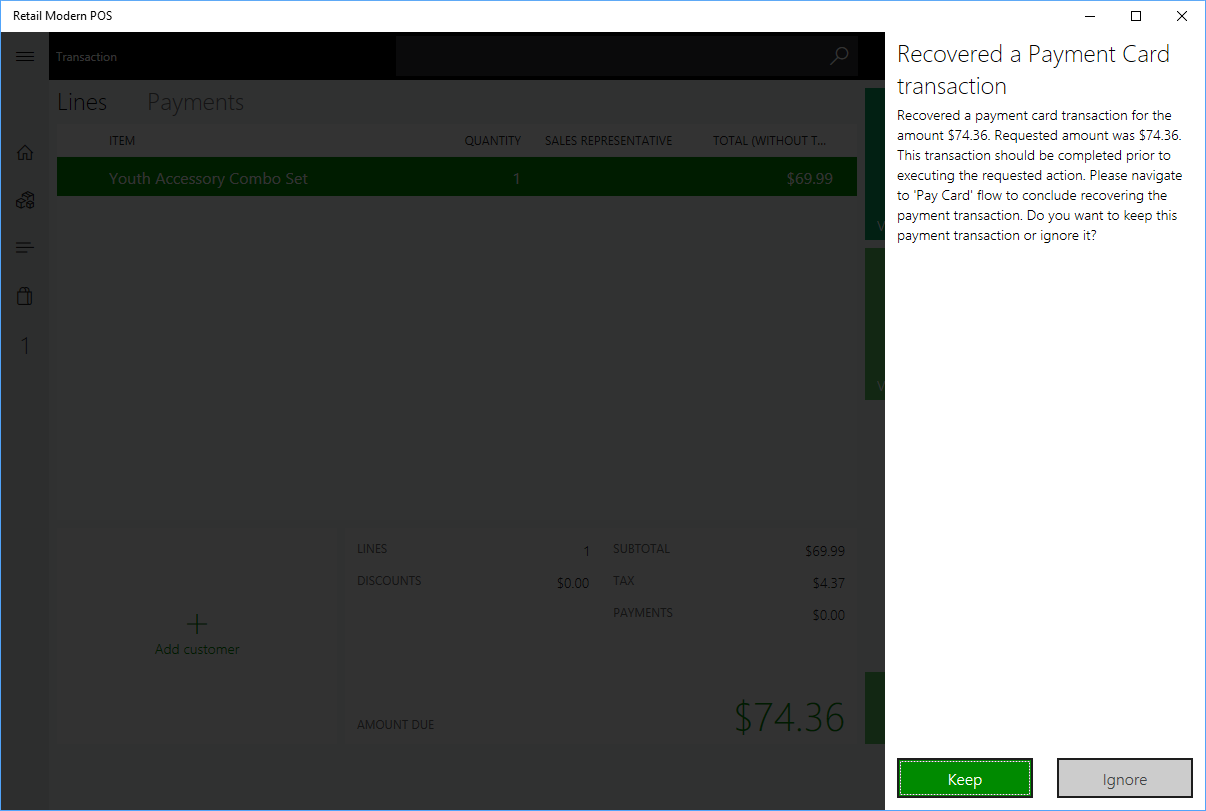 Retail Modern POS
Transaction
Lines Payments
ITEM QUANTITY SALES REPRESENTATIVE TOTAL (WITHOUT T...
Youth Accessory Combo Set 1 $69.99
1
V
V
LINES 1 SUBTOTAL $69.99
DISCOUNTS $0.00 TAX $4.37
PAYMENTS $0.00
Add customer
AMOUNT DUE $74.36
Recovered a Payment Card
transaction
Recovered a payment card transaction for the
amount $74.36. Requested amount was $74.36.
This transaction should be completed prior to
executing the requested action. Please navigate
to 'Pay Card' flow to conclude recovering the
payment transaction. Do you want to keep this
payment transaction or ignore it?
Keep Ignore